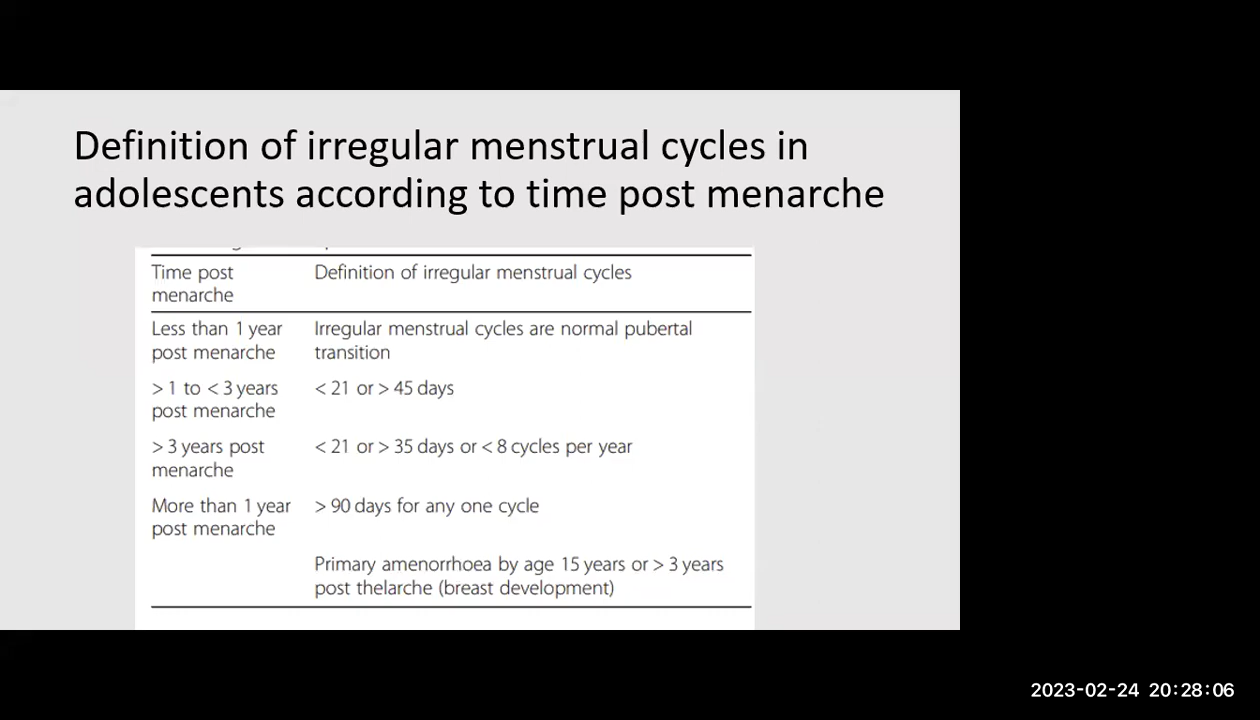 Definition of irregular menstrual cycles in
adolescents according to time post menarche
Time post
menarche
Definition of irregular menstrual cycles
Less than 1 year
post menarche
Irregular menstrual cycles are normal pubertal
transition
> 1 to < 3 years
post menarche
< 21 or > 45 days
> 3 years post
menarche
< 21 or > 35 days or < 8 cycles per year
More than 1 year
post menarche
> 90 days for any one cycle
Primary amenorrhoea by age 15 years or > 3 years
post thelarche (breast development)
2023-02-24 20:28:06